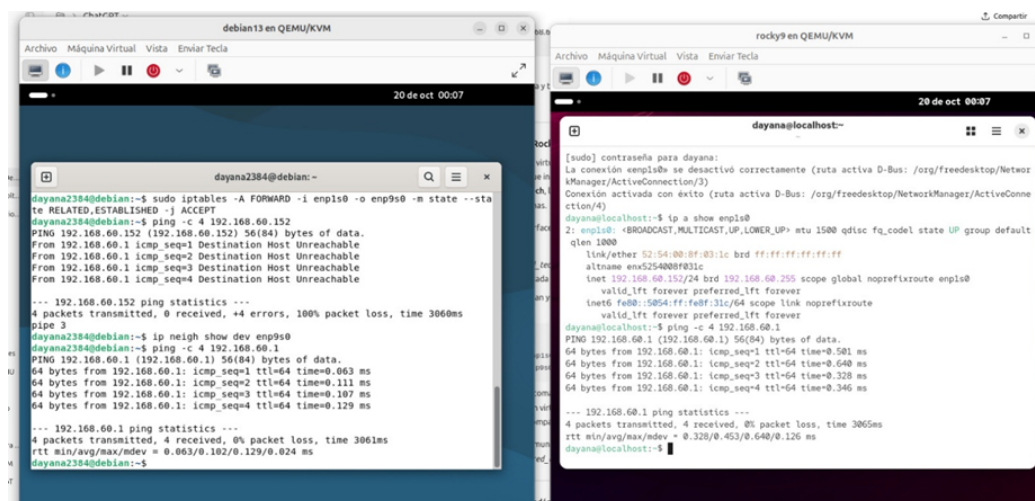 ChatGPT
Compartir
debian13 en QEMU/KVM
Archivo Máquina Virtual Vista Enviar Tecla
20 de oct 00:07
dayana2384@debian: ~
dayana2384@debian:~$ sudo iptables -A FORWARD -i enp1s0 -o enp9s0 -m state --sta
te RELATED,ESTABLISHED -j ACCEPT
dayana2384@debian:~$ ping -c 4 192.168.60.152
PING 192.168.60.152 (192.168.60.152) 56(84) bytes of data.
From 192.168.60.1 icmp_seq=1 Destination Host Unreachable
From 192.168.60.1 icmp_seq=2 Destination Host Unreachable
From 192.168.60.1 icmp_seq=3 Destination Host Unreachable
From 192.168.60.1 icmp_seq=4 Destination Host Unreachable
--- 192.168.60.152 ping statistics ---
4 packets transmitted, 0 received, +4 errors, 100% packet loss, time 3060ms
pipe 3
dayana2384@debian:~$ ip neigh show dev enp9s0
dayana2384@debian:~$ ping -c 4 192.168.60.1
PING 192.168.60.1 (192.168.60.1) 56(84) bytes of data.
64 bytes from 192.168.60.1: icmp_seq=1 ttl=64 time=0.063 ms
64 bytes from 192.168.60.1: icmp_seq=2 ttl=64 time=0.111 ms
64 bytes from 192.168.60.1: icmp_seq=3 ttl=64 time=0.107 ms
64 bytes from 192.168.60.1: icmp_seq=4 ttl=64 time=0.129 ms
--- 192.168.60.1 ping statistics ---
4 packets transmitted, 4 received, 0% packet loss, time 3061ms
rtt min/avg/max/mdev = 0.063/0.102/0.129/0.024 ms
dayana2384@debian:~$
rocky9 en QEMU/KVM
Archivo Máquina Virtual Vista Enviar Tecla
20 de oct 00:07
dayana@localhost:~
[sudo] contraseña para dayana:
La conexión «enp1s0» se desactivó correctamente (ruta activa D-Bus: /org/freedesktop/Networ
kManager/ActiveConnection/3)
Conexión activada con éxito (ruta activa D-Bus: /org/freedesktop/NetworkManager/ActiveConne
ction/4)
dayana@localhost:~$ ip a show enp1s0
2: enp1s0: <BROADCAST,MULTICAST,UP,LOWER_UP> mtu 1500 qdisc fq_codel state UP group default
qlen 1000
link/ether 52:54:00:8f:03:1c brd ff:ff:ff:ff:ff:ff
altname enx5254008f031c
inet 192.168.60.152/24 brd 192.168.60.255 scope global noprefixroute enp1s0
valid_lft forever preferred_lft forever
inet6 fe80::5054:ff:fe8f:31c/64 scope link noprefixroute
valid_lft forever preferred_lft forever
dayana@localhost:~$ ping -c 4 192.168.60.1
PING 192.168.60.1 (192.168.60.1) 56(84) bytes of data.
64 bytes from 192.168.60.1: icmp_seq=1 ttl=64 time=0.501 ms
64 bytes from 192.168.60.1: icmp_seq=2 ttl=64 time=0.640 ms
64 bytes from 192.168.60.1: icmp_seq=3 ttl=64 time=0.328 ms
64 bytes from 192.168.60.1: icmp_seq=4 ttl=64 time=0.346 ms
--- 192.168.60.1 ping statistics ---
4 packets transmitted, 4 received, 0% packet loss, time 3065ms
rtt min/avg/max/mdev = 0.328/0.453/0.640/0.126 ms
dayana@localhost:~$